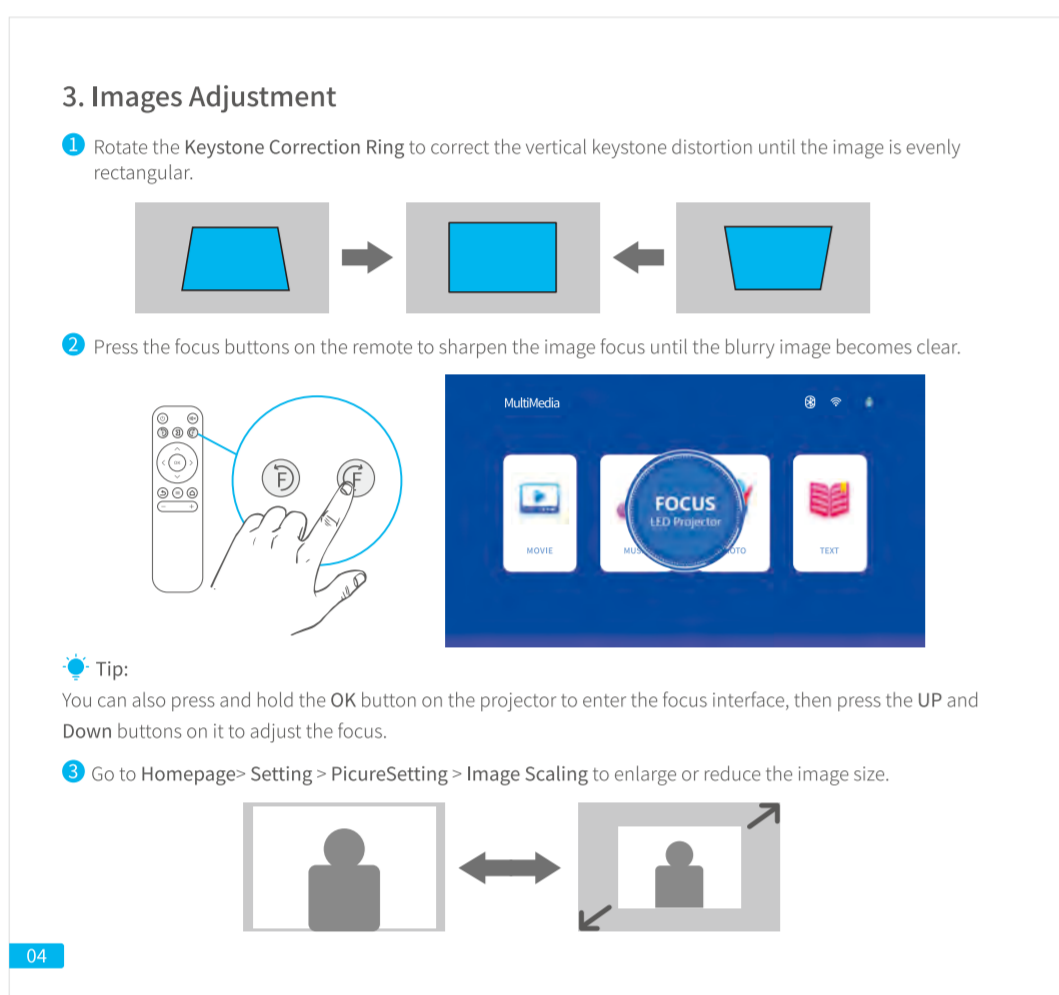 3. Images Adjustment
1 Rotate the Keystone Correction Ring to correct the vertical keystone distortion until the image is evenly
rectangular.
2 Press the focus buttons on the remote to sharpen the image focus until the blurry image becomes clear.
OK
- +
F F
MultiMedia
FOCUS
LED Projector
MOVIE MUS OTO TEXT
Tip:
You can also press and hold the OK button on the projector to enter the focus interface, then press the UP and
Down buttons on it to adjust the focus.
3 Go to Homepage> Setting > PicureSetting > Image Scaling to enlarge or reduce the image size.
04